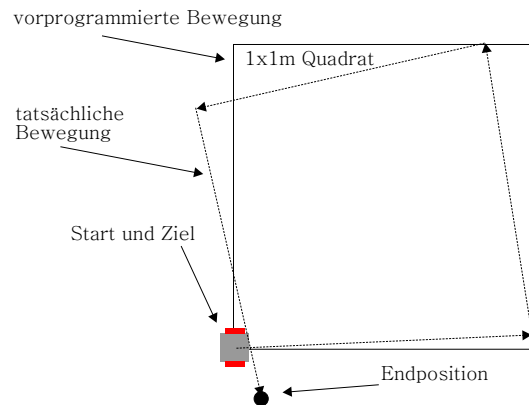 vorprogrammierte Bewegung
1x1m Quadrat
tatsächliche
Bewegung
Start und Ziel
Endposition